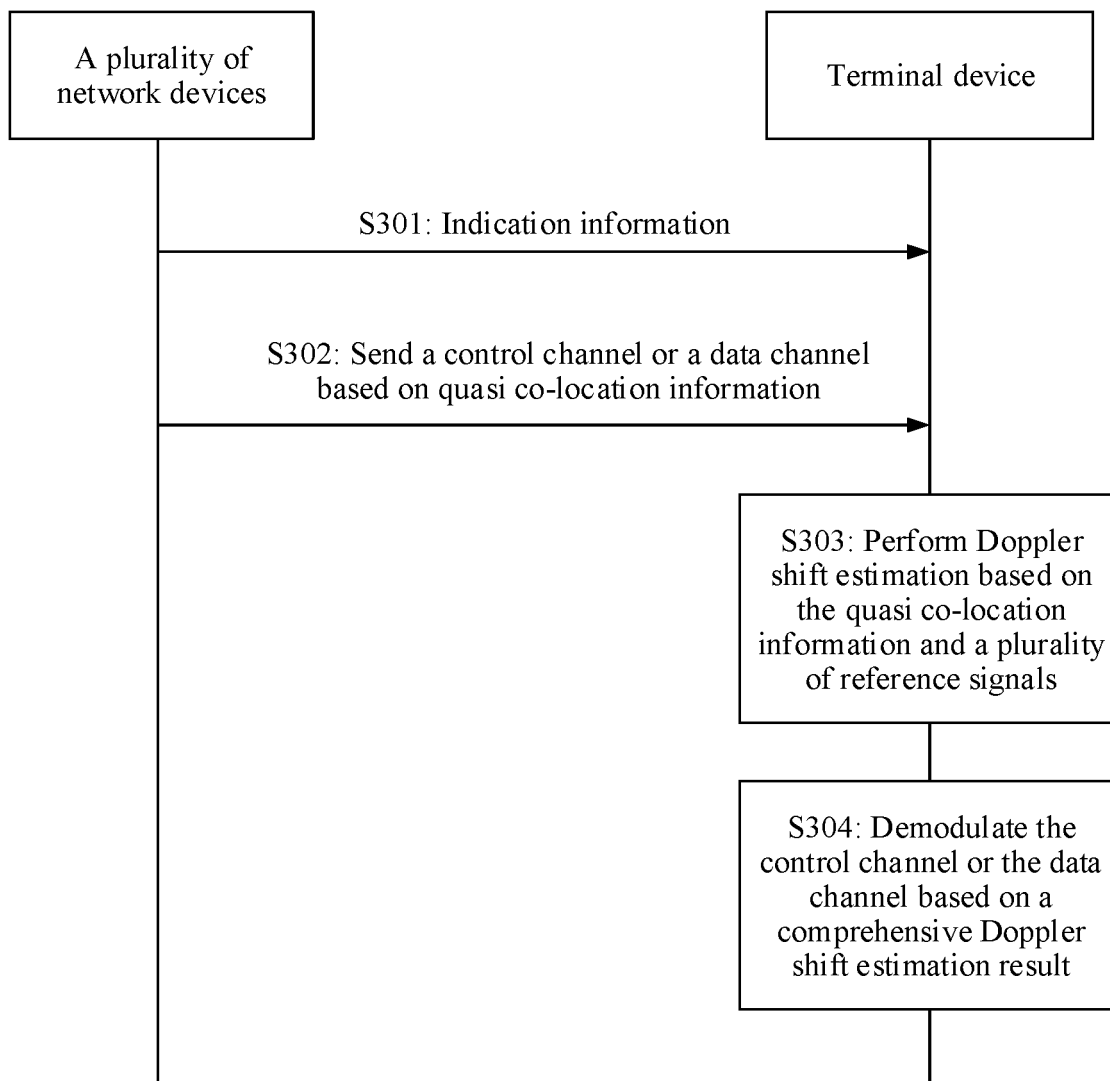 A plurality of
network devices
Terminal device
S301: Indication information
S302: Send a control channel or a data channel
based on quasi co-location information
S303: Perform Doppler
shift estimation based on
the quasi co-location
information and a plurality
of reference signals
S304: Demodulate the
control channel or the data
channel based on a
comprehensive Doppler
shift estimation result